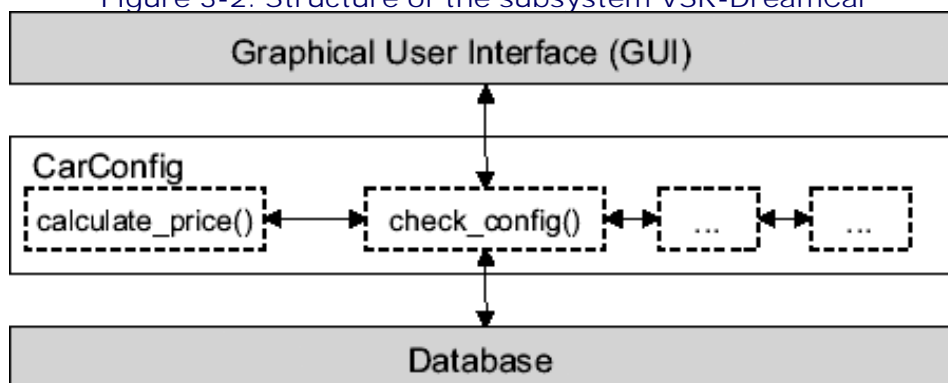 Figure 3-2. Structure of the subsystem VSR-DreamCar
Graphical User Interface (GUI)
CarConfig
calculate_price()
check_config()
...
...
Database